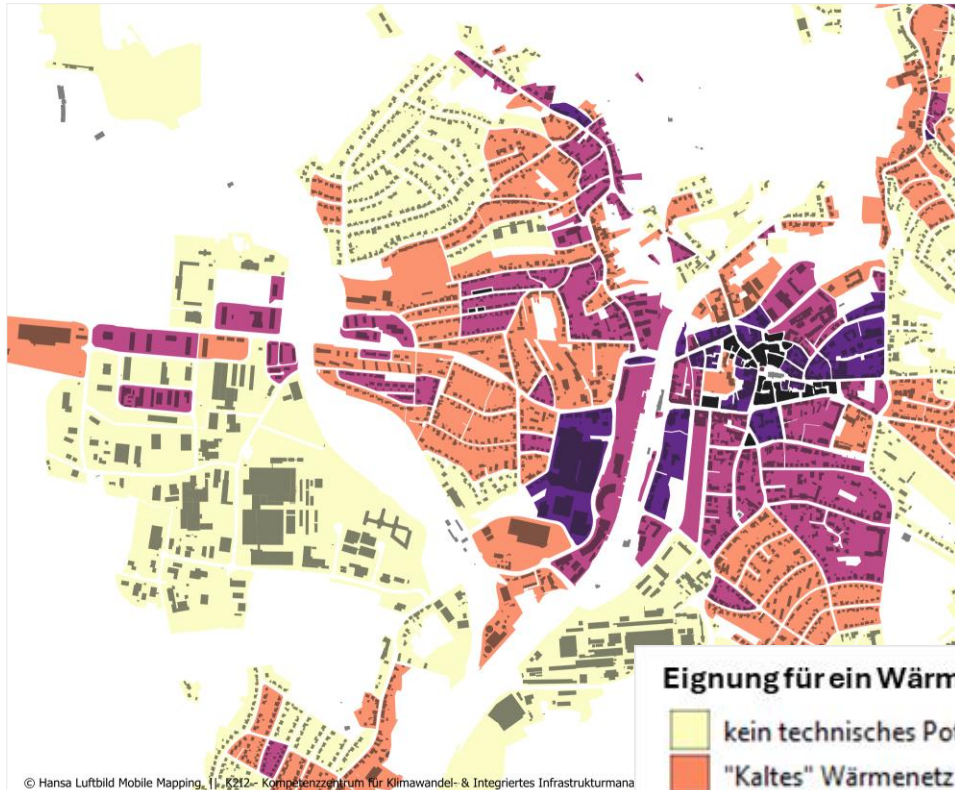 Eignung für ein Wärm
kein technisches Pot
"Kaltes" Wärmenetz
© Hansa Luftbild Mobile Mapping, K2I2 - Kompetenzzentrum für Klimawandel- & Integriertes Infrastrukturmana